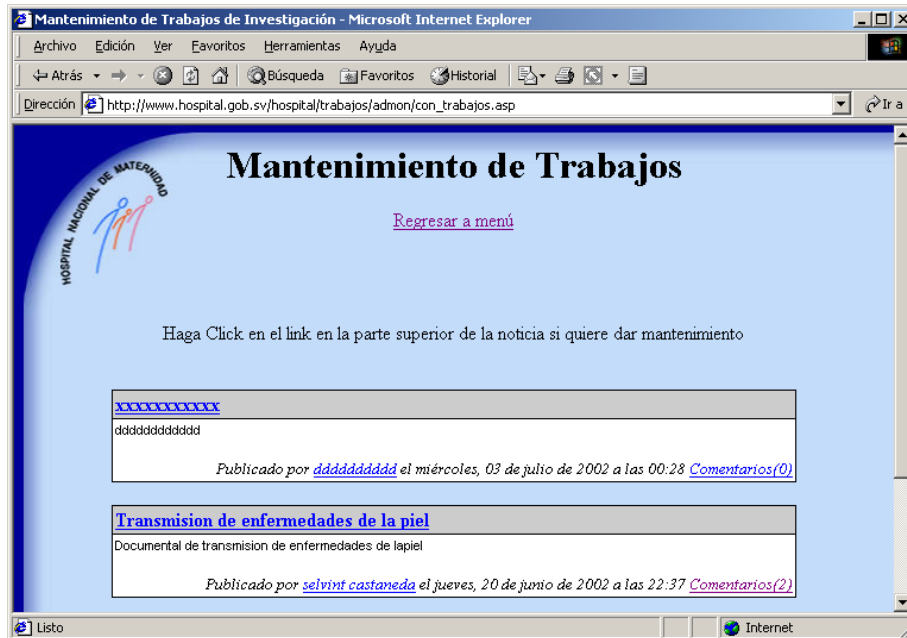 Mantenimiento de Trabajos de Investigación - Microsoft Internet Explorer
Archivo Edición Ver Favoritos Herramientas Ayuda
Atrás Búsqueda Favoritos Historial
Dirección http://www.hospital.gob.sv/hospital/trabajos/admon/con_trabajos.asp Ir a
HOSPITAL NACIONAL DE MATERNIDAD
Mantenimiento de Trabajos
Regresar a menú
Haga Click en el link en la parte superior de la noticia si quiere dar mantenimiento
xxxxxxxxxxx
dddddddddddd
Publicado por dddddddddd el miércoles, 03 de julio de 2002 a las 00:28 Comentarios(0)
Transmision de enfermedades de la piel
Documental de transmision de enfermedades de lapiel
Publicado por selvint castaneda el jueves, 20 de junio de 2002 a las 22:37 Comentarios(2)
Listo Internet